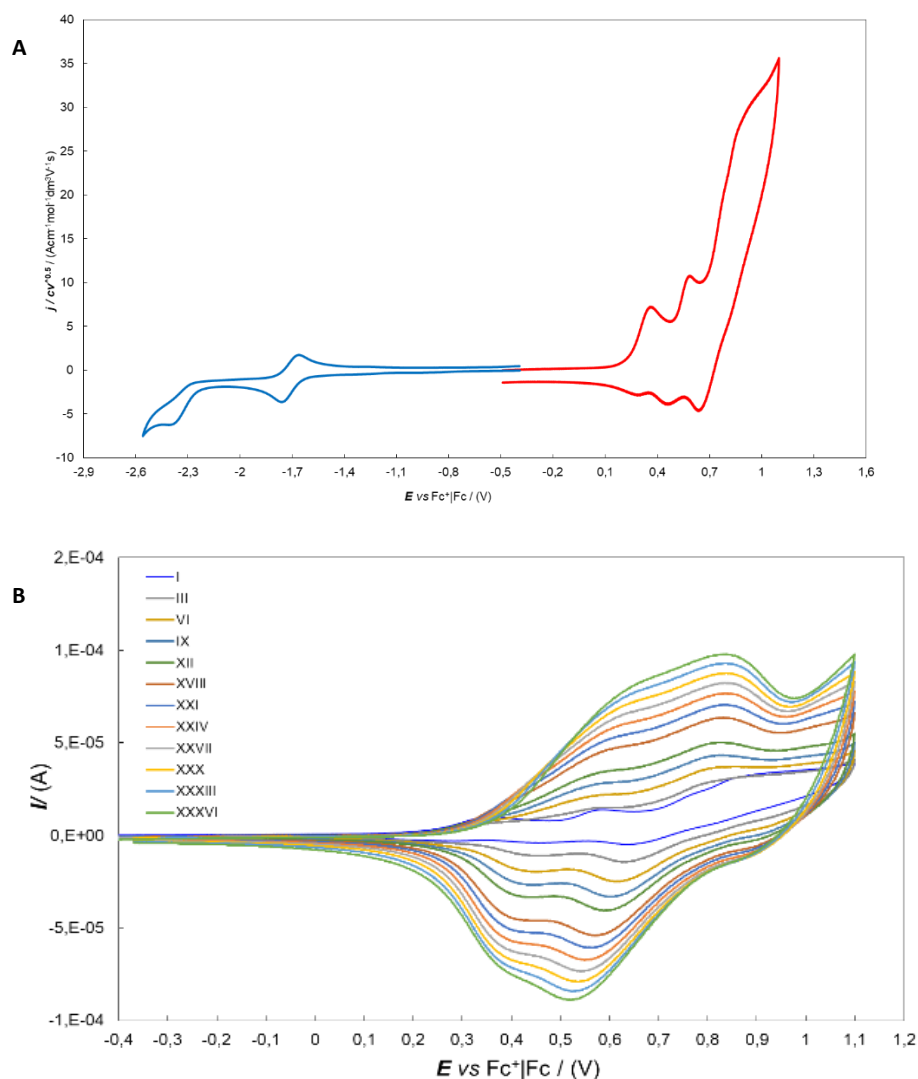 A
40
35
30
25
20
15
10
5
0
-5
-10
j / cv^0.5 / (Acm⁻¹mol⁻¹dm³V⁻¹s)
-2,9 -2,6 -2,3 -2 -1,7 -1,4 -1,1 -0,8 -0,5 -0,2 0,1 0,4 0,7 1 1,3 1,6
E vs Fc⁺|Fc / (V)
B
2,E-04
1,E-04
5,E-05
0,E+00
-5,E-05
-1,E-04
I/ (A)
I
III
VI
IX
XII
XVIII
XXI
XXIV
XXVII
XXX
XXXIII
XXXVI
-0,4 -0,3 -0,2 -0,1 0 0,1 0,2 0,3 0,4 0,5 0,6 0,7 0,8 0,9 1 1,1 1,2
E vs Fc⁺|Fc / (V)